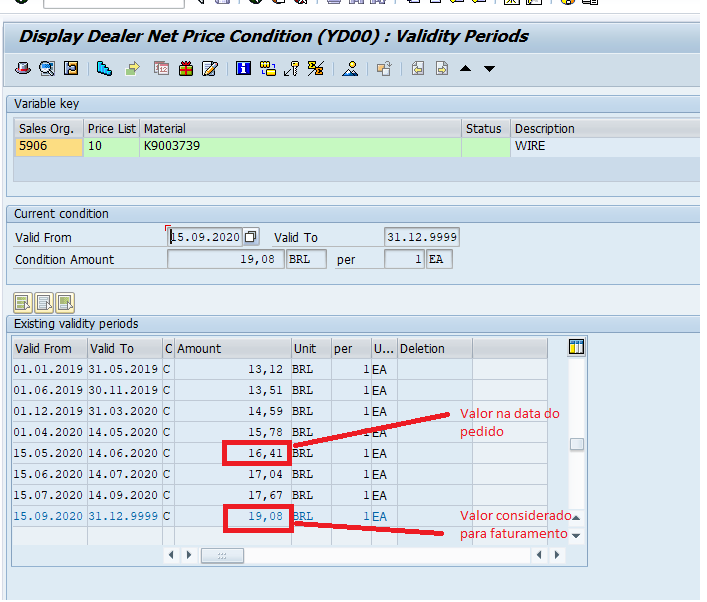 Display Dealer Net Price Condition (YD00) : Validity Periods
Variable key
Sales Org. Price List Material Status Description
5906 10 K9003739 WIRE
Current condition
Valid From 15.09.2020 Valid To 31.12.9999
Condition Amount 19,08 BRL per 1 EA
Existing validity periods
Valid From Valid To C Amount Unit per U... Deletion
01.01.2019 31.05.2019 C 13,12 BRL 1 EA
01.06.2019 30.11.2019 C 13,51 BRL 1 EA
01.12.2019 31.03.2020 C 14,59 BRL 1 EA
01.04.2020 14.05.2020 C 15,78 BRL 1 EA
15.05.2020 14.06.2020 C 16,41 BRL 1 EA
15.06.2020 14.07.2020 C 17,04 BRL 1 EA
15.07.2020 14.09.2020 C 17,67 BRL 1 EA
15.09.2020 31.12.9999 C 19,08 BRL 1 EA
Valor na data do
pedido
Valor considerado
para faturamento